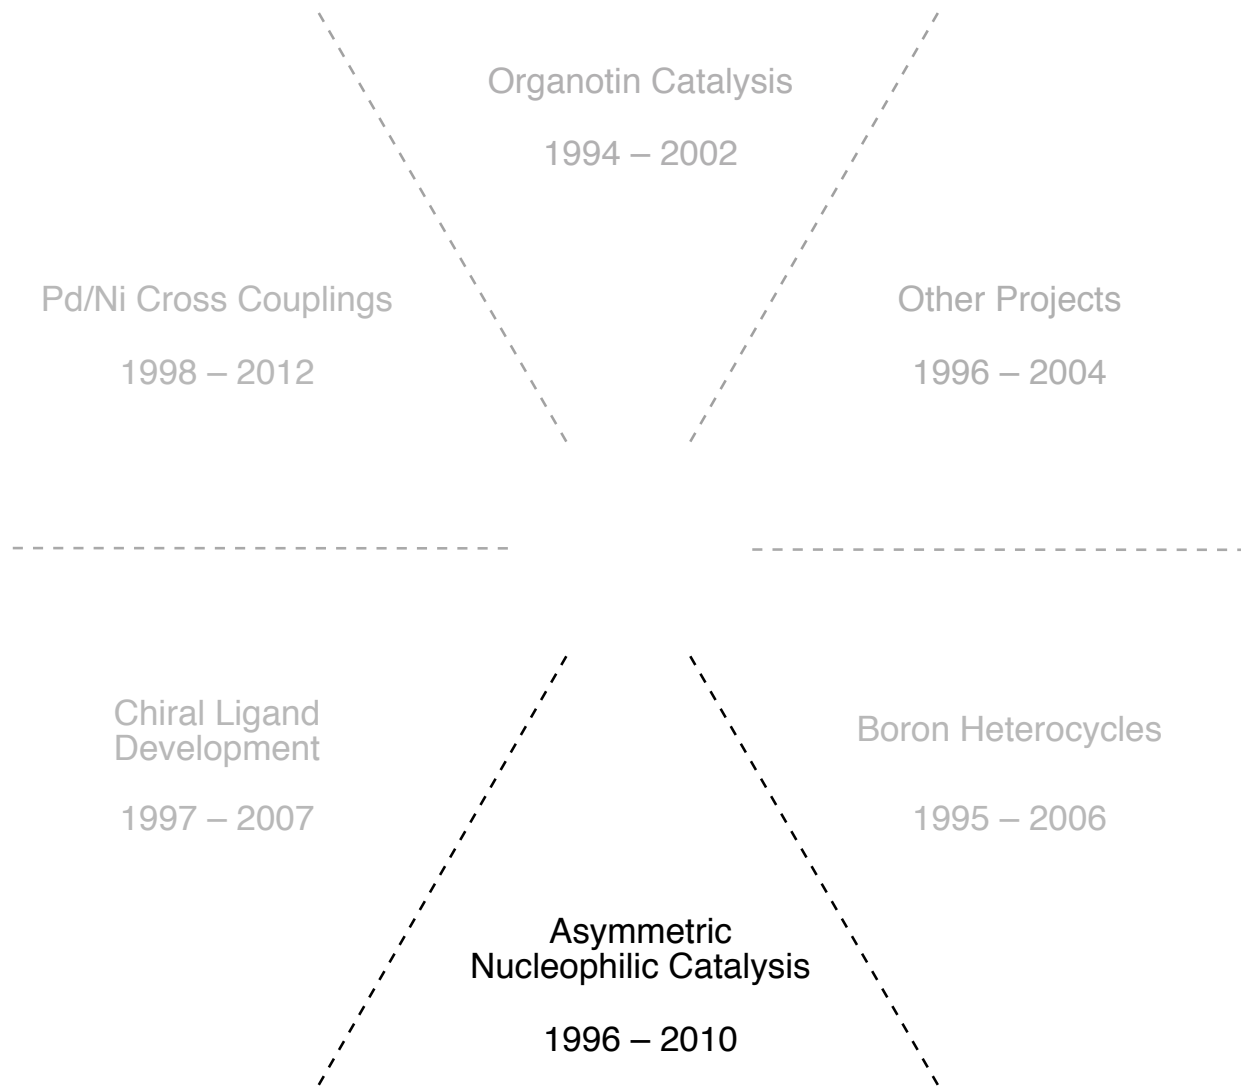 Organotin Catalysis
1994 – 2002
Pd/Ni Cross Couplings
1998 – 2012
Other Projects
1996 – 2004
Chiral Ligand
Development
1997 – 2007
Boron Heterocycles
1995 – 2006
Asymmetric
Nucleophilic Catalysis
1996 – 2010